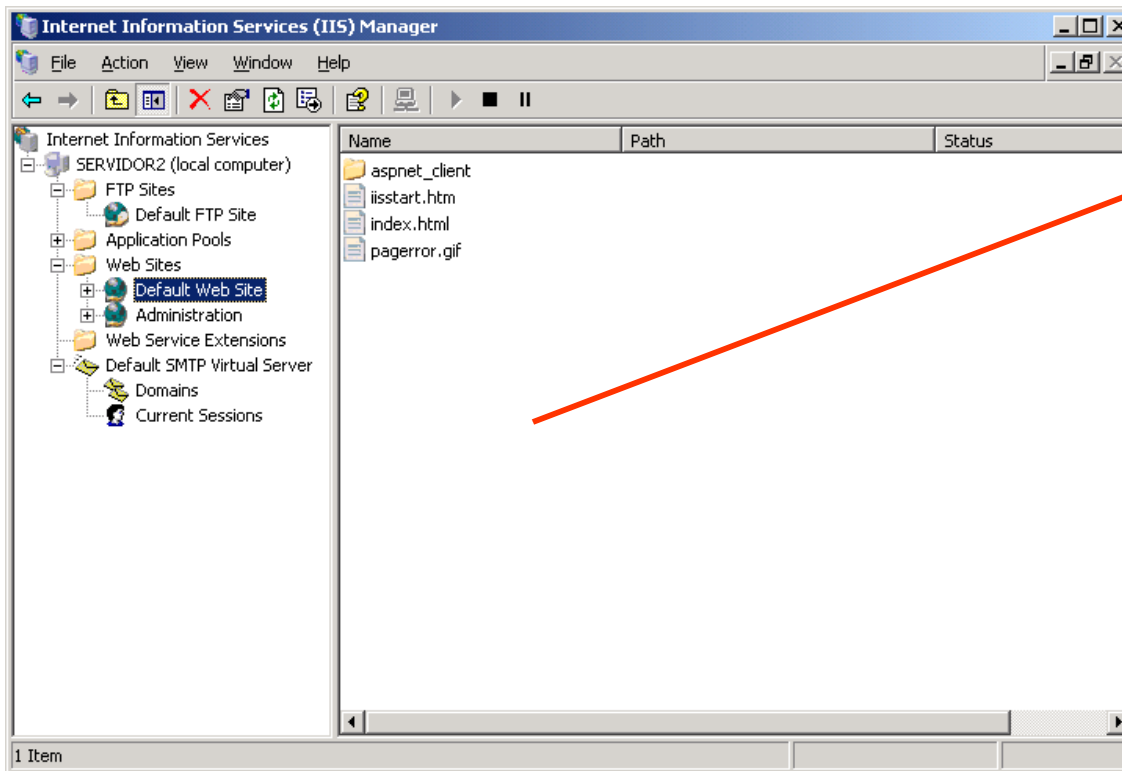 Internet Information Services (IIS) Manager
File Action View Window Help
Internet Information Services
SERVIDOR2 (local computer)
FTP Sites
Default FTP Site
Application Pools
Web Sites
Default Web Site
Administration
Web Service Extensions
Default SMTP Virtual Server
Domains
Current Sessions
Name Path Status
aspnet_client
iisstart.htm
index.html
pagerror.gif
1 Item